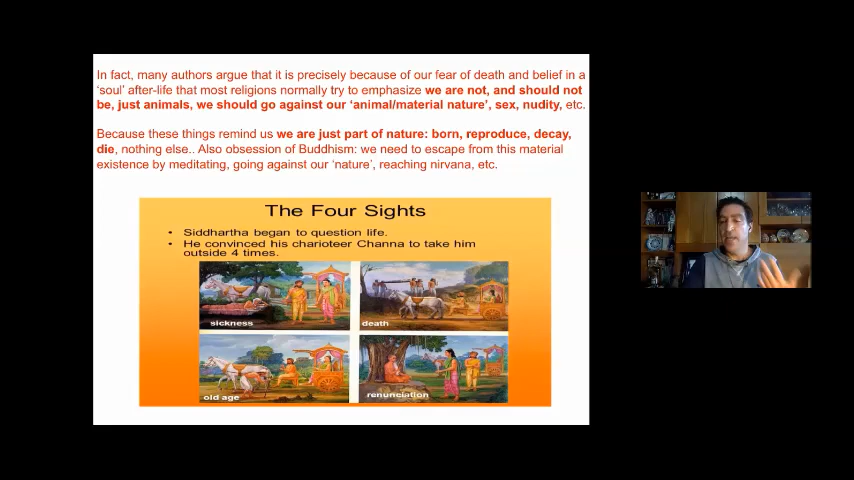 In fact, many authors argue that it is precisely because of our fear of death and belief in a
‘soul’ after-life that most religions normally try to emphasize we are not, and should not
be, just animals, we should go against our ‘animal/material nature’, sex, nudity, etc.
Because these things remind us we are just part of nature: born, reproduce, decay,
die, nothing else.. Also obsession of Buddhism: we need to escape from this material
existence by meditating, going against our ‘nature’, reaching nirvana, etc.
The Four Sights
• Siddhartha began to question life.
• He convinced his charioteer Channa to take him
outside 4 times.
sickness
death
old age
renunciation